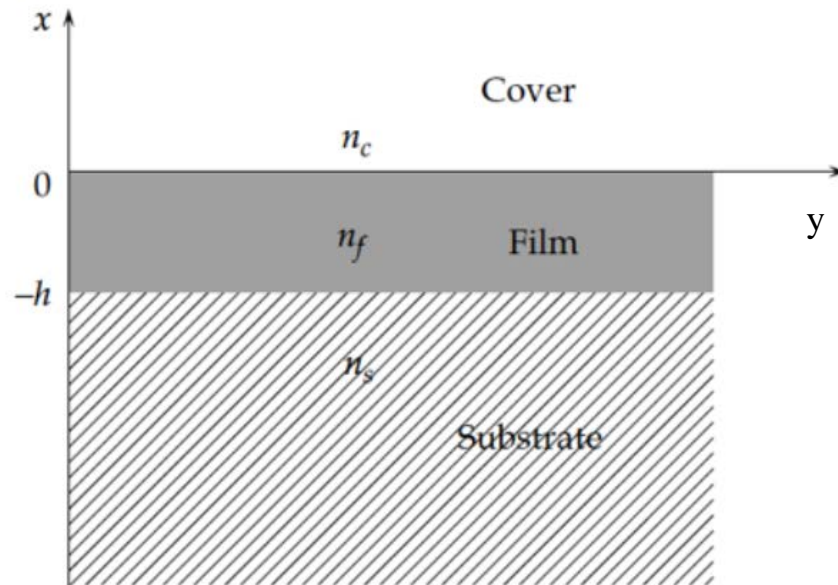 x
Cover
n_c
0
y
n_f Film
–h
n_s
Substrate